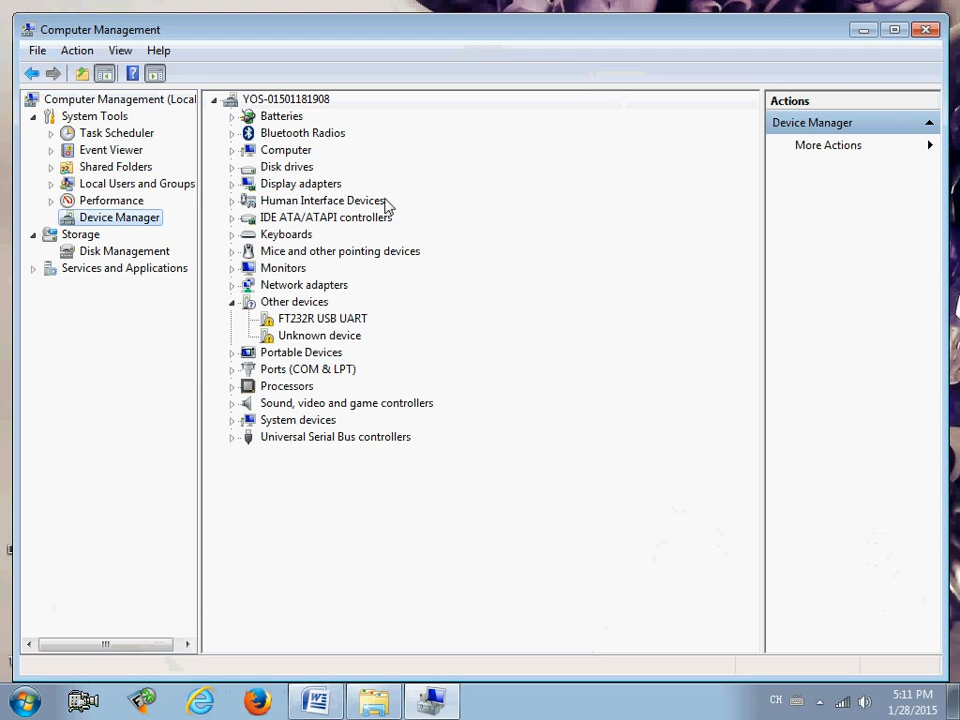 Computer Management
File Action View Help
Computer Management (Local
System Tools
Task Scheduler
Event Viewer
Shared Folders
Local Users and Groups
Performance
Device Manager
Storage
Disk Management
Services and Applications
YOS-01501181908
Batteries
Bluetooth Radios
Computer
Disk drives
Display adapters
Human Interface Devices
IDE ATA/ATAPI controllers
Keyboards
Mice and other pointing devices
Monitors
Network adapters
Other devices
FT232R USB UART
Unknown device
Portable Devices
Ports (COM & LPT)
Processors
Sound, video and game controllers
System devices
Universal Serial Bus controllers
Actions
Device Manager
More Actions
CH
5:11 PM
1/28/2015